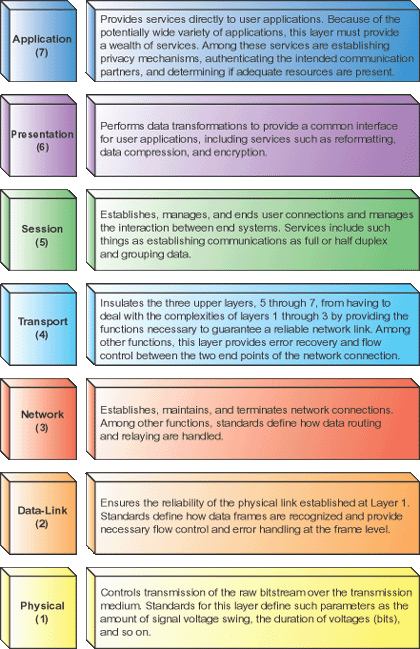 Application
(7)
Provides services directly to user applications. Because of the
potentially wide variety of applications, this layer must provide
a wealth of services. Among these services are establishing
privacy mechanisms, authenticating the intended communication
partners, and determining if adequate resources are present.
Presentation
(6)
Performs data transformations to provide a common interface
for user applications, including services such as reformatting,
data compression, and encryption.
Session
(5)
Establishes, manages, and ends user connections and manages
the interaction between end systems. Services include such
things as establishing communications as full or half duplex
and grouping data.
Transport
(4)
Insulates the three upper layers, 5 through 7, from having to
deal with the complexities of layers 1 through 3 by providing the
functions necessary to guarantee a reliable network link. Among
other functions, this layer provides error recovery and flow
control between the two end points of the network connection.
Network
(3)
Establishes, maintains, and terminates network connections.
Among other functions, standards define how data routing
and relaying are handled.
Data-Link
(2)
Ensures the reliability of the physical link established at Layer 1.
Standards define how data frames are recognized and provide
necessary flow control and error handling at the frame level.
Physical
(1)
Controls transmission of the raw bitstream over the transmission
medium. Standards for this layer define such parameters as the
amount of signal voltage swing, the duration of voltages (bits),
and so on.